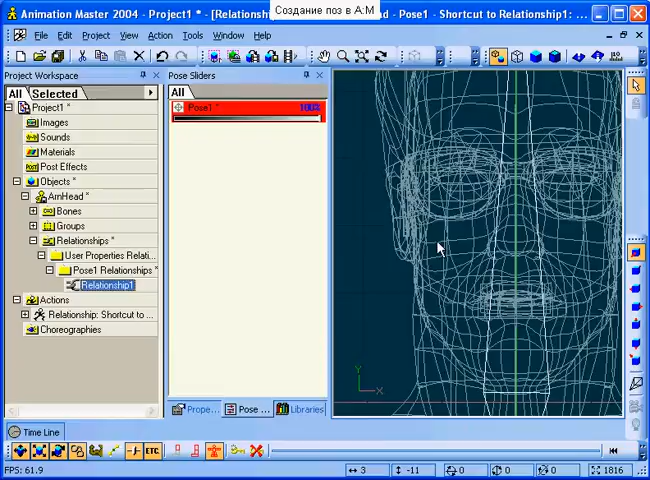 Animation Master 2004 - Project1 * - [Relationsh
Создание поз в A:M
ad - Pose1 - Shortcut to Relationship1:
File Edit Project View Action Tools Window Help
Project Workspace
Pose Sliders
All Selected
All
Project1 *
Pose1 * 100%
Images
Sounds
Materials
Post Effects
Objects *
ArnHead *
Bones
Groups
Relationships *
User Properties Relati...
Pose1 Relationships *
Relationship1
Actions
Relationship: Shortcut to ...
Choreographies
Y
X
Prope... Pose ... Libraries
Time Line
ETC.
FPS: 61.9
3 -11 0 0 0 1816